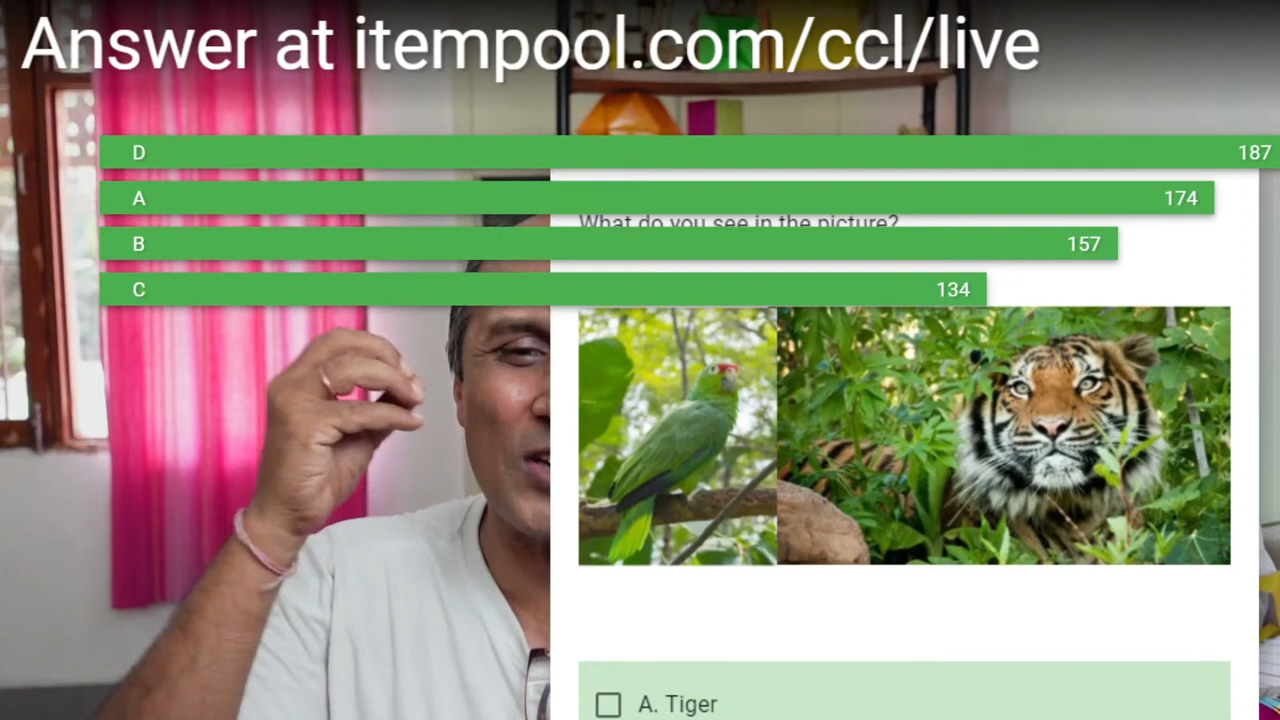 Answer at itempool.com/ccl/live
D 187
A 174
What do you see in the picture?
B 157
C 134
A. Tiger